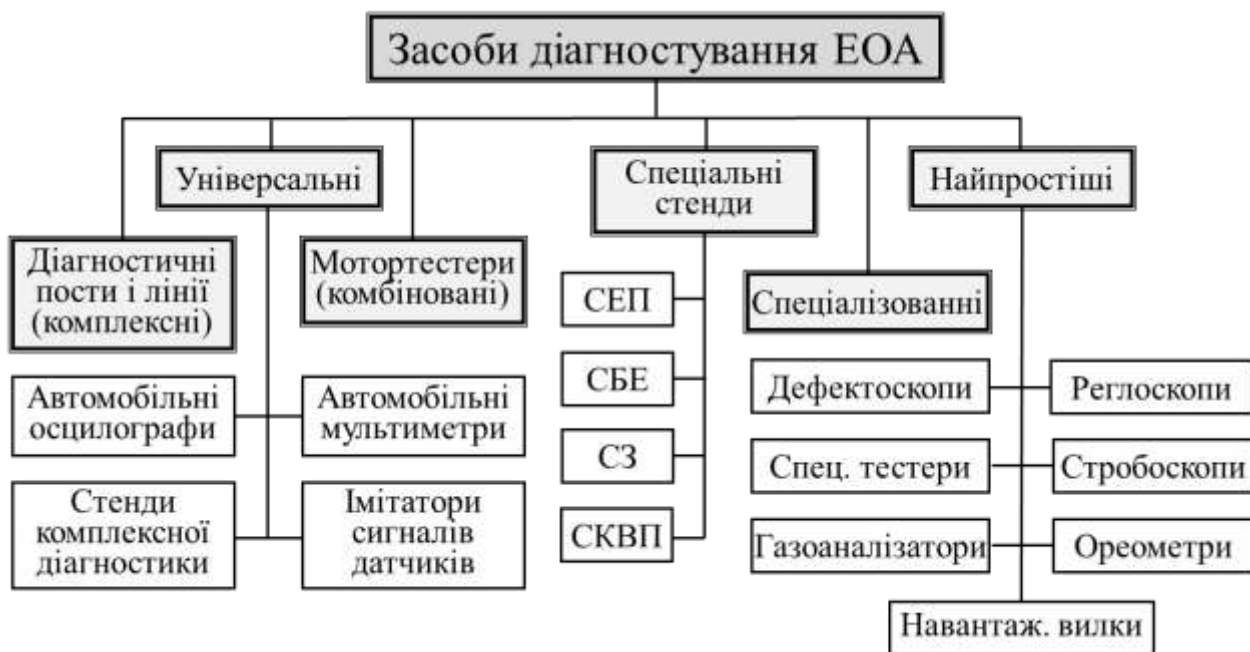 Засоби діагностування ЕОА
Універсальні
Спеціальні
стенди
Найпростіші
Діагностичні
пости і лінії
(комплексні)
Мотортестери
(комбіновані)
Спеціалізованні
СЕП
СБЕ
СЗ
СКВП
Автомобільні
осцилографи
Автомобільні
мультиметри
Стенди
комплексної
діагностики
Імітатори
сигналів
датчиків
Дефектоскопи
Реглоскопи
Спец. тестери
Стробоскопи
Газоаналізатори
Ореометри
Навантаж. вилки